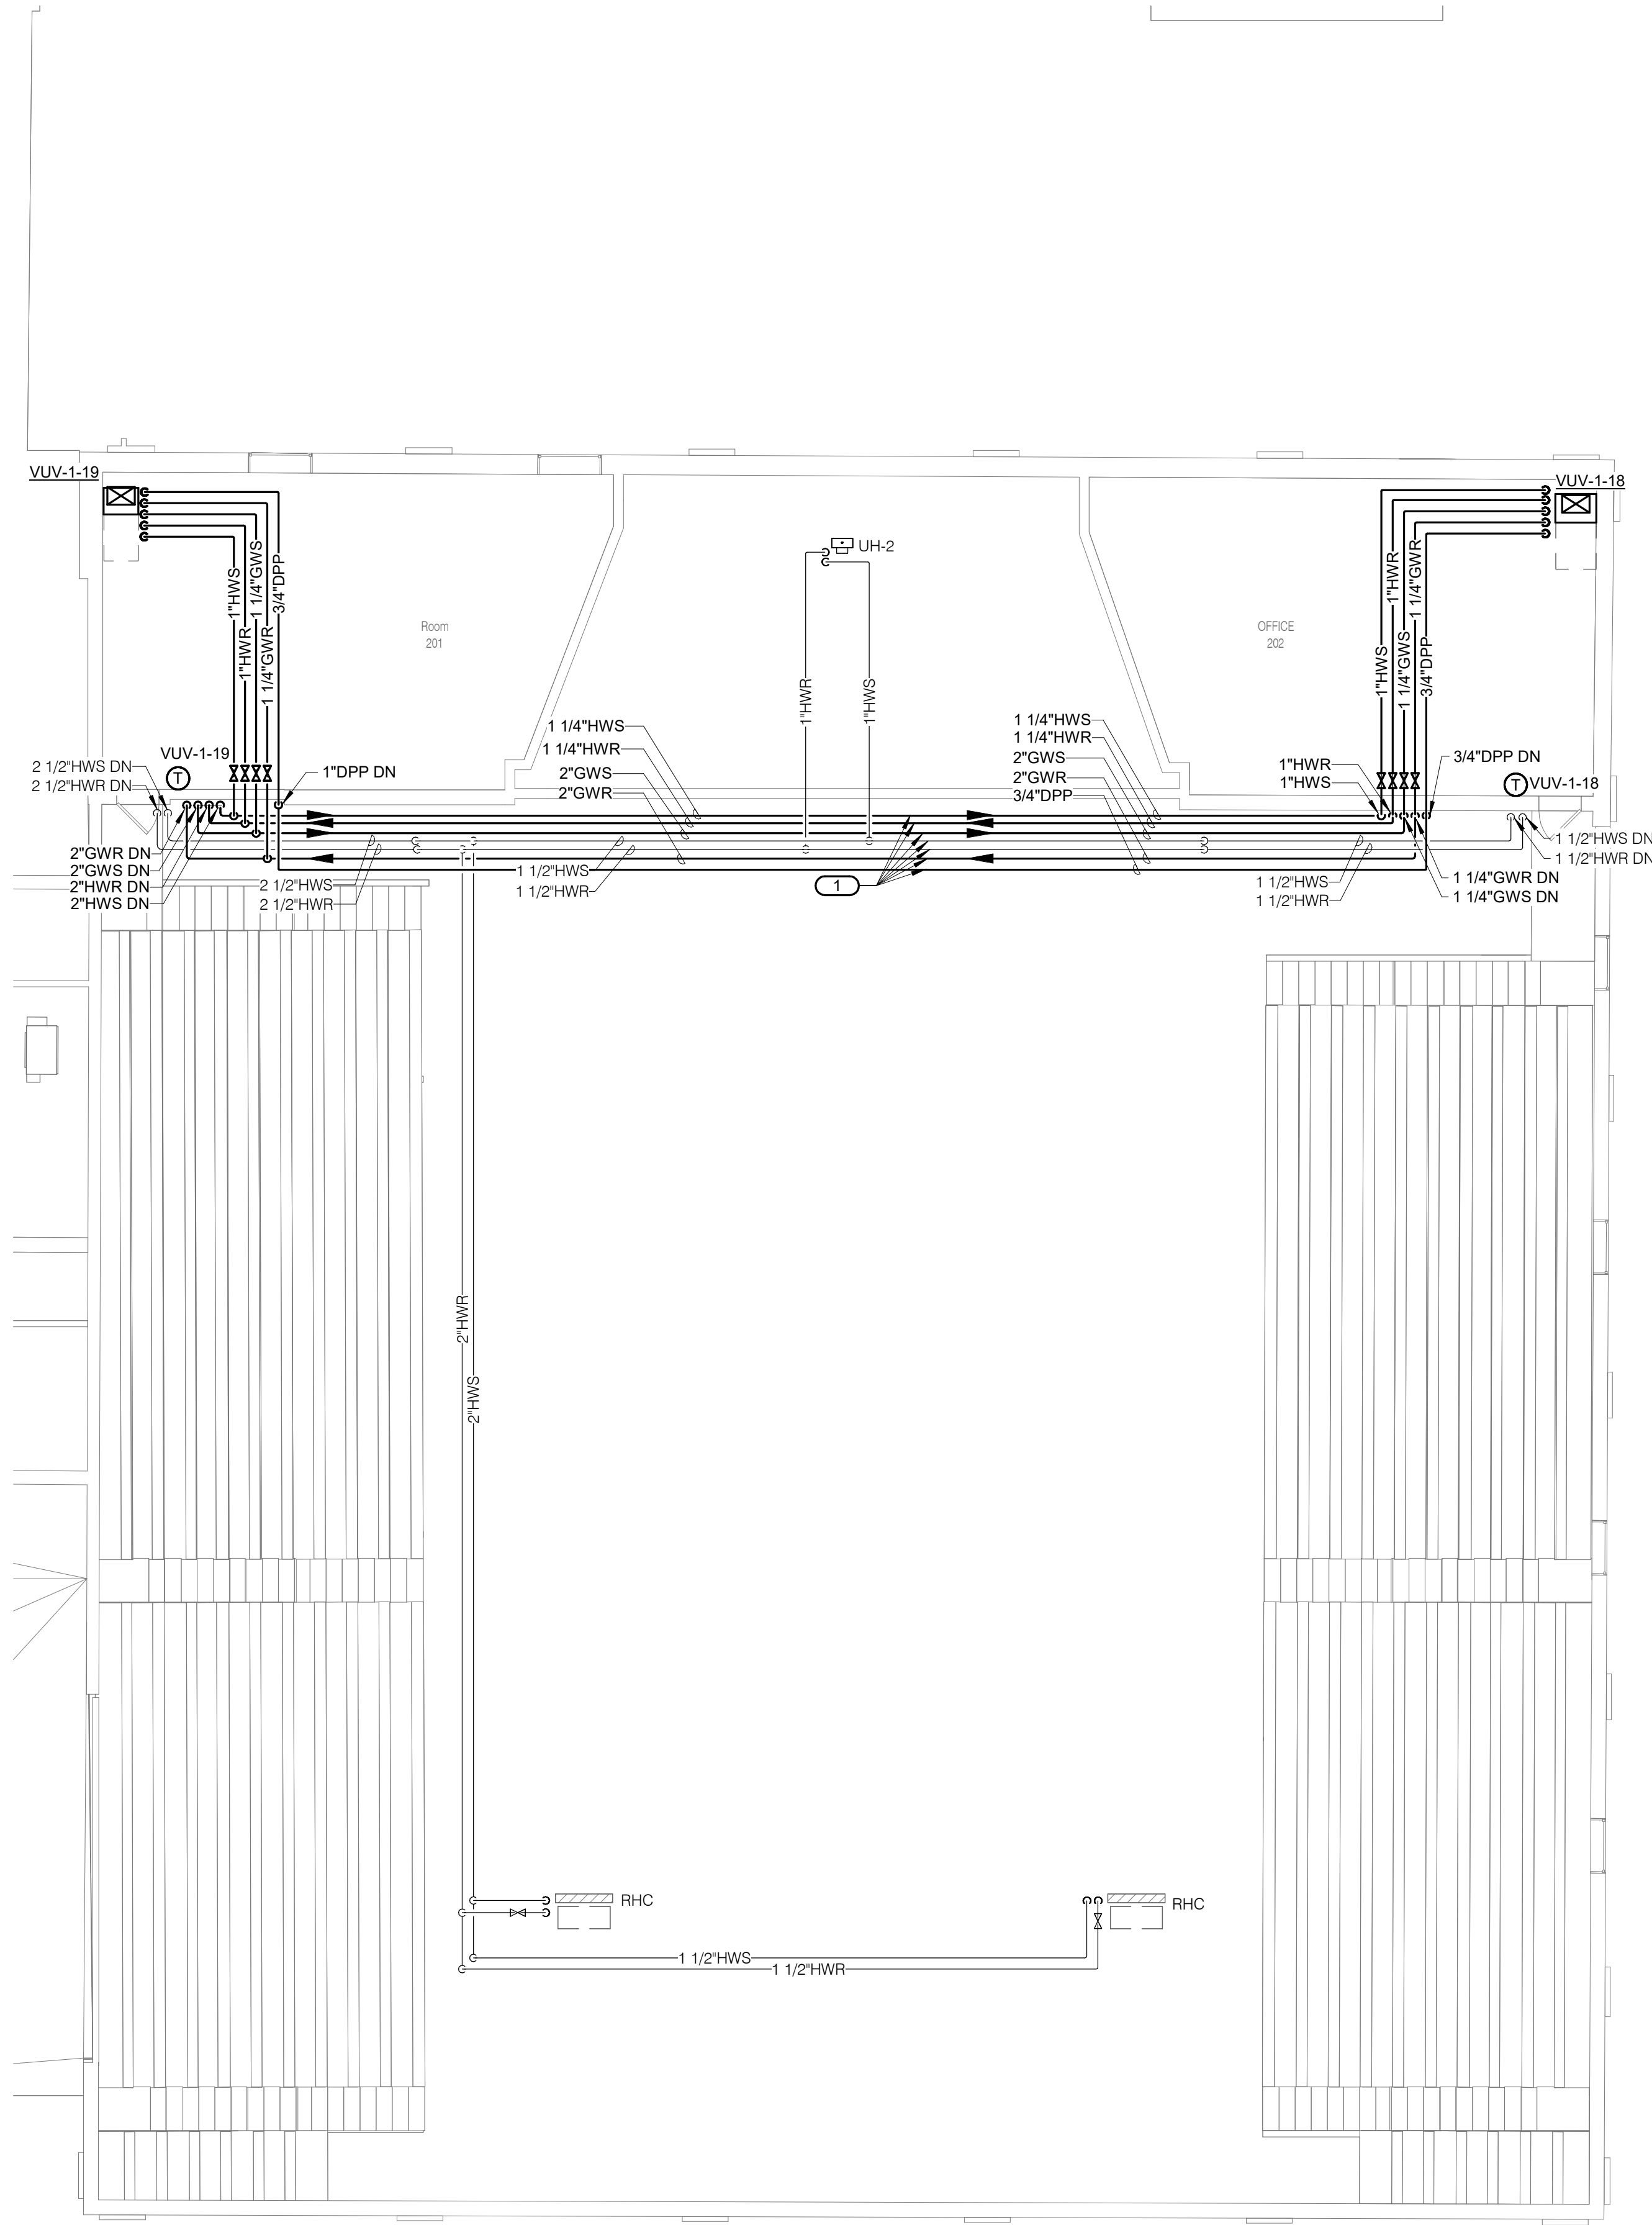 VUV-1-19
VUV-1-18
UH-2
1"HWS
1"HWR
1 1/4"GWS
1 1/4"GWR
3/4"DPP
Room
201
OFFICE
202
1"HWR
1"HWS
1"HWS
1"HWR
1 1/4"GWS
1 1/4"GWR
3/4"DPP
VUV-1-19
T
2 1/2"HWS DN
2 1/2"HWR DN
1"DPP DN
1 1/4"HWS
1 1/4"HWR
2"GWS
2"GWR
1 1/4"HWS
1 1/4"HWR
2"GWS
2"GWR
3/4"DPP
1"HWR
1"HWS
3/4"DPP DN
T
VUV-1-18
2"GWR DN
2"GWS DN
2"HWR DN
2"HWS DN
2 1/2"HWS
2 1/2"HWR
1 1/2"HWS
1 1/2"HWR
1
1 1/2"HWS
1 1/2"HWR
1 1/2"HWS DN
1 1/2"HWR DN
1 1/4"GWR DN
1 1/4"GWS DN
2"HWR
2"HWS
RHC
RHC
1 1/2"HWS
1 1/2"HWR